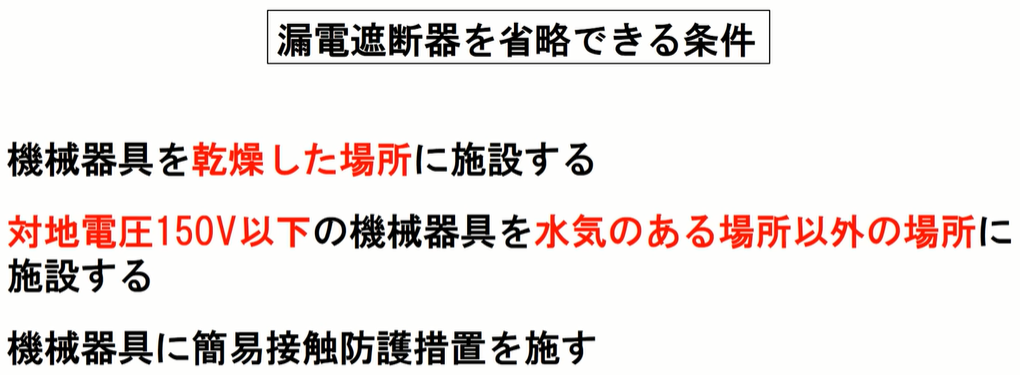 漏電遮断器を省略できる条件
機械器具を乾燥した場所に施設する
対地電圧150V以下の機械器具を水気のある場所以外の場所に
施設する
機械器具に簡易接触防護措置を施す